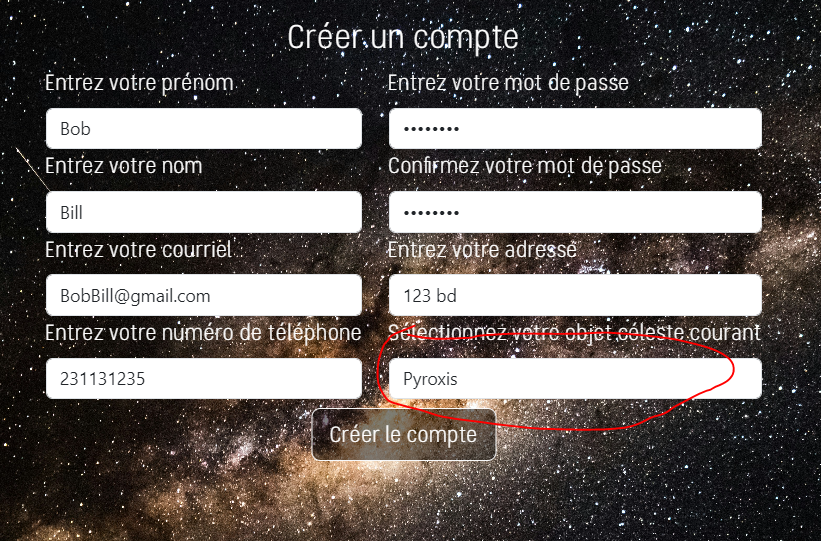 Créer un compte
Entrez votre prénom
Bob
Entrez votre nom
Bill
Entrez votre courriel
BobBill@gmail.com
Entrez votre numéro de téléphone
231131235
Entrez votre mot de passe
••••••••
Confirmez votre mot de passe
••••••••
Entrez votre adresse
123 bd
Sélectionnez votre objet céleste courant
Pyroxis
Créer le compte